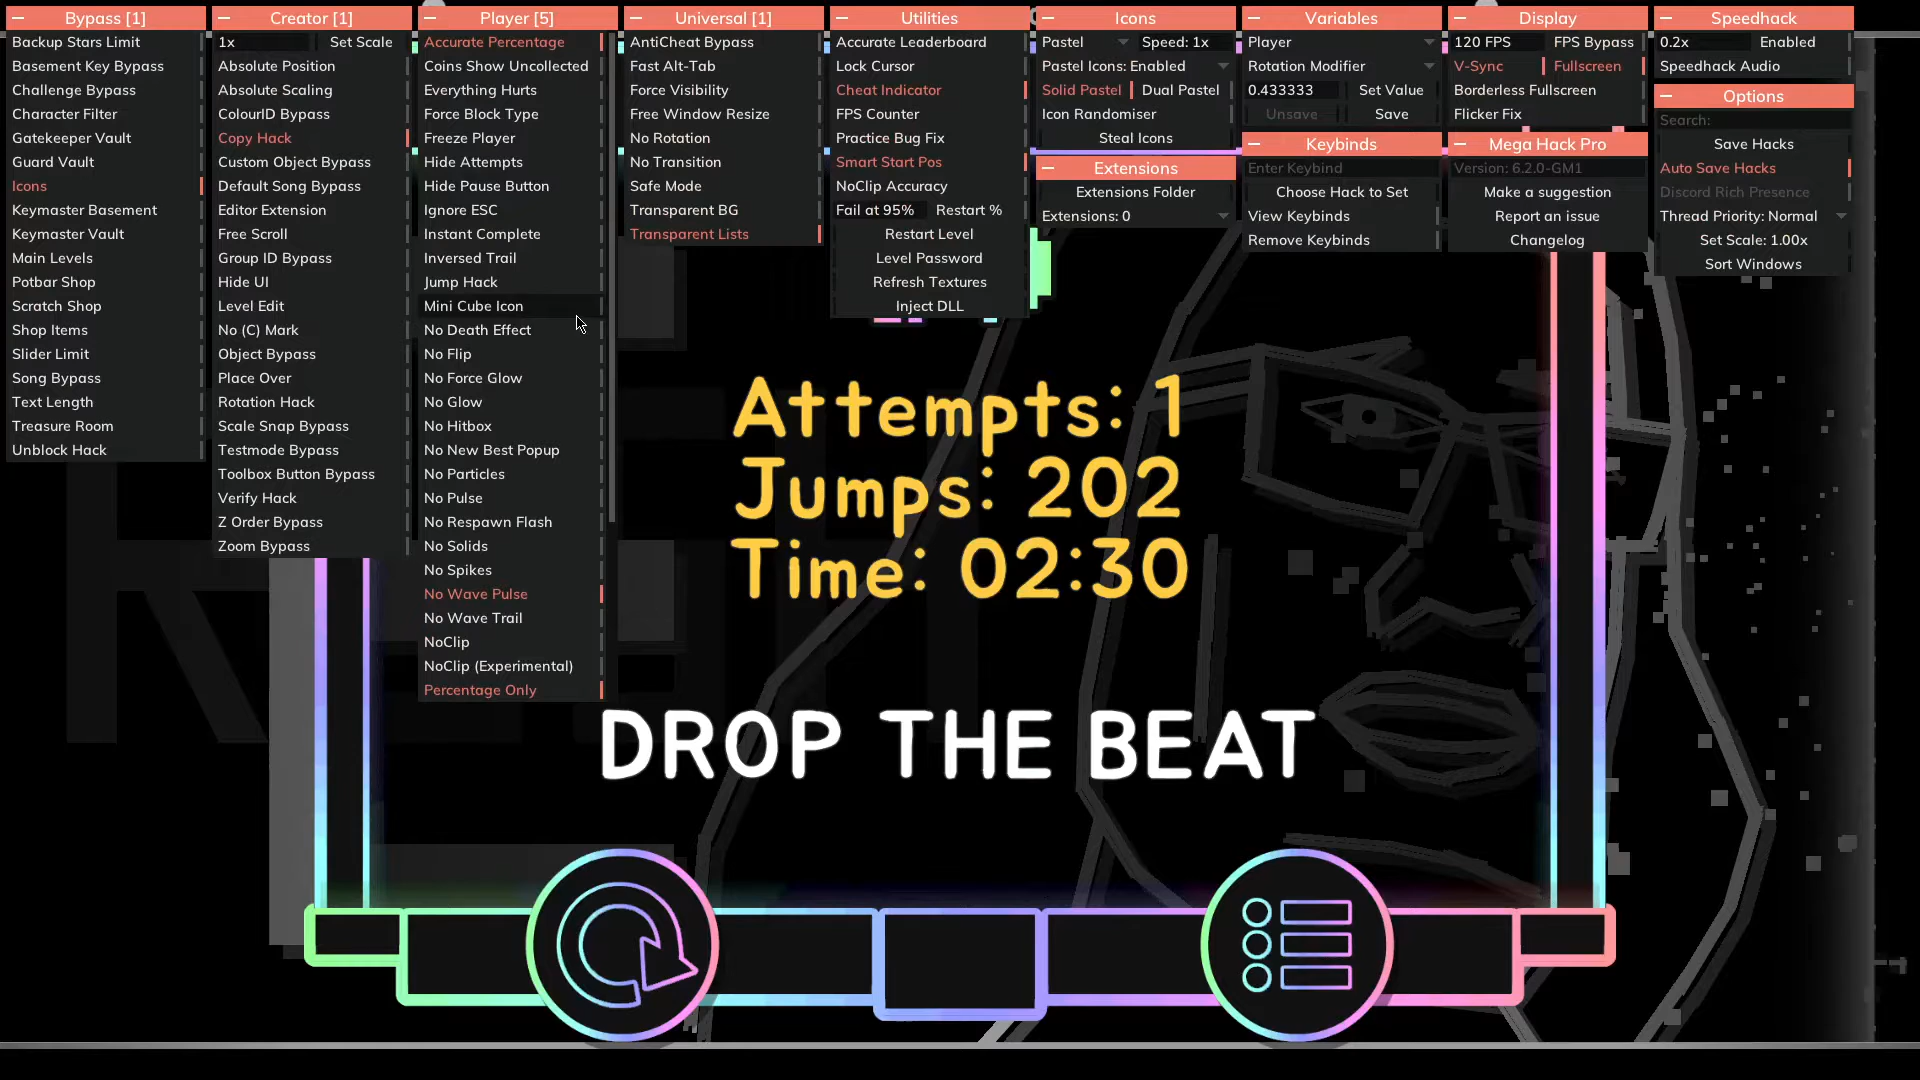 Bypass [1]
Backup Stars Limit
Basement Key Bypass
Challenge Bypass
Character Filter
Gatekeeper Vault
Guard Vault
Icons
Keymaster Basement
Keymaster Vault
Main Levels
Potbar Shop
Scratch Shop
Shop Items
Slider Limit
Song Bypass
Text Length
Treasure Room
Unblock Hack
Creator [1]
1x Set Scale
Absolute Position
Absolute Scaling
ColourID Bypass
Copy Hack
Custom Object Bypass
Default Song Bypass
Editor Extension
Free Scroll
Group ID Bypass
Hide UI
Level Edit
No (C) Mark
Object Bypass
Place Over
Rotation Hack
Scale Snap Bypass
Testmode Bypass
Toolbox Button Bypass
Verify Hack
Z Order Bypass
Zoom Bypass
Player [5]
Accurate Percentage
Coins Show Uncollected
Everything Hurts
Force Block Type
Freeze Player
Hide Attempts
Hide Pause Button
Ignore ESC
Instant Complete
Inversed Trail
Jump Hack
Mini Cube Icon
No Death Effect
No Flip
No Force Glow
No Glow
No Hitbox
No New Best Popup
No Particles
No Pulse
No Respawn Flash
No Solids
No Spikes
No Wave Pulse
No Wave Trail
NoClip
NoClip (Experimental)
Percentage Only
Universal [1]
AntiCheat Bypass
Fast Alt-Tab
Force Visibility
Free Window Resize
No Rotation
No Transition
Safe Mode
Transparent BG
Transparent Lists
Utilities
Accurate Leaderboard
Lock Cursor
Cheat Indicator
FPS Counter
Practice Bug Fix
Smart Start Pos
NoClip Accuracy
Fail at 95% Restart %
Restart Level
Level Password
Refresh Textures
Inject DLL
Icons
Pastel Speed: 1x
Pastel Icons: Enabled
Solid Pastel Dual Pastel
Icon Randomiser
Steal Icons
Extensions
Extensions Folder
Extensions: 0
Variables
Player
Rotation Modifier
0.433333 Set Value
Unsave Save
Keybinds
Enter Keybind
Choose Hack to Set
View Keybinds
Remove Keybinds
Display
120 FPS FPS Bypass
V-Sync Fullscreen
Borderless Fullscreen
Flicker Fix
Mega Hack Pro
Version: 6.2.0-GM1
Make a suggestion
Report an issue
Changelog
Speedhack
0.2x Enabled
Speedhack Audio
Options
Search:
Save Hacks
Auto Save Hacks
Discord Rich Presence
Thread Priority: Normal
Set Scale: 1.00x
Sort Windows
Attempts: 1
Jumps: 202
Time: 02:30
DROP THE BEAT